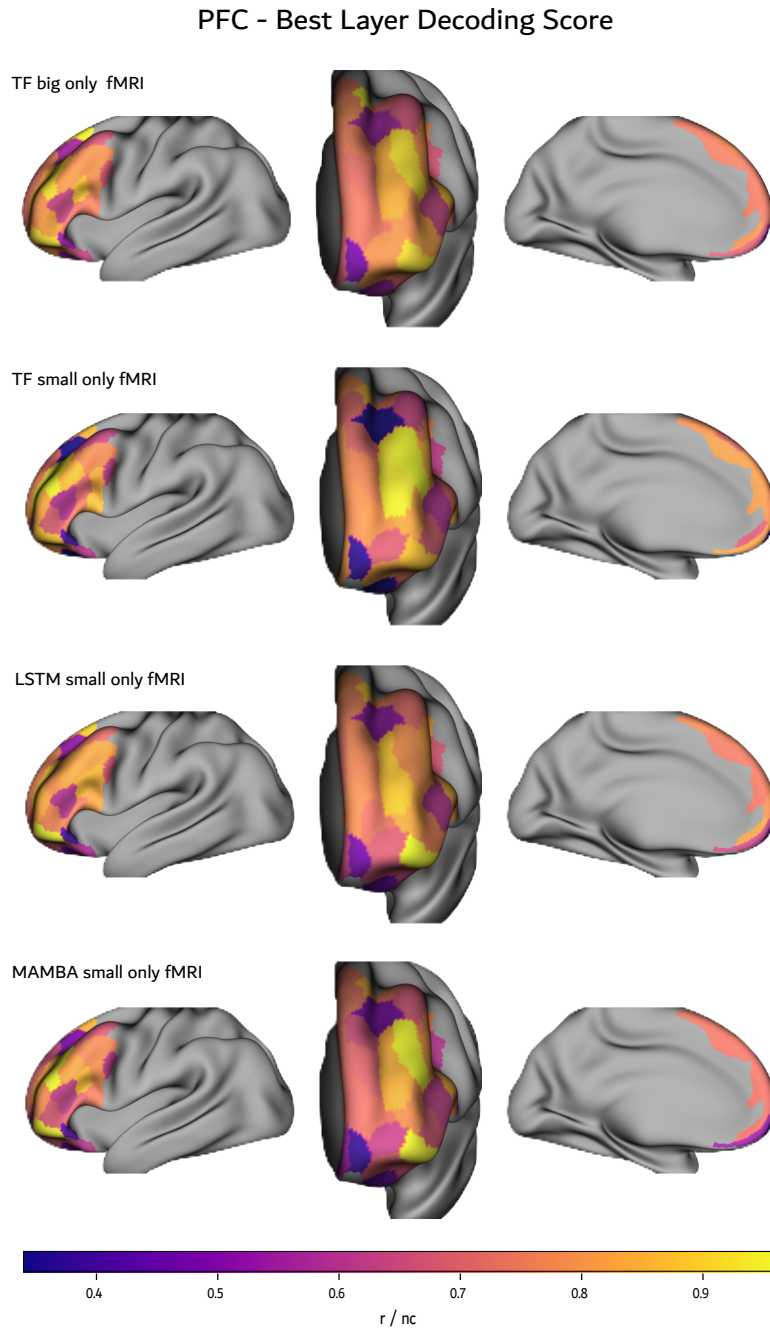 PFC - Best Layer Decoding Score
TF big only fMRI
TF small only fMRI
LSTM small only fMRI
MAMBA small only fMRI
0.4 0.5 0.6 0.7 0.8 0.9
r / nc